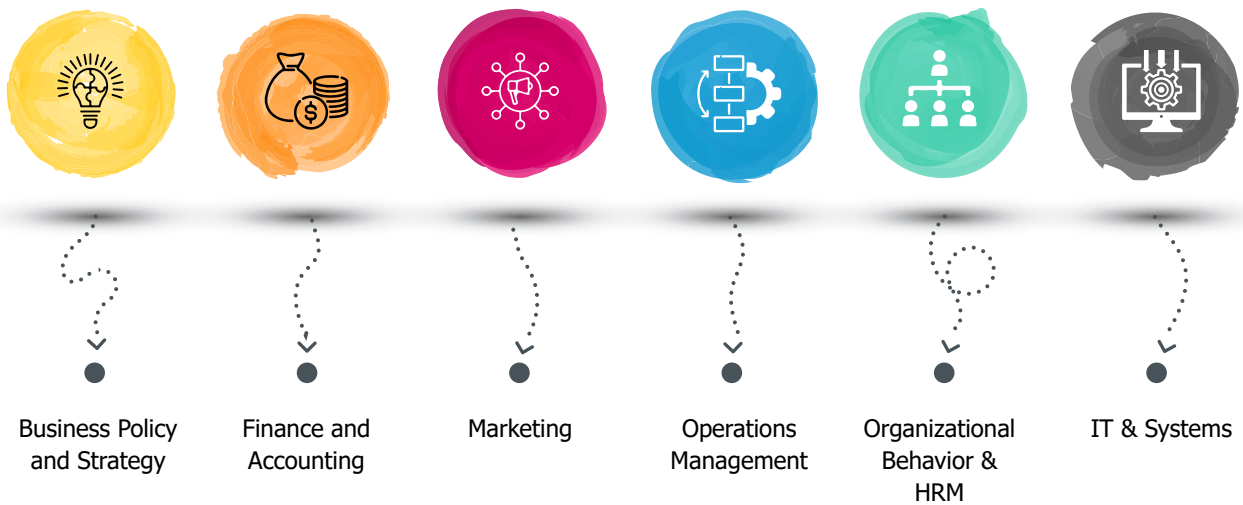 $
Business Policy
and Strategy
Finance and
Accounting
Marketing
Operations
Management
Organizational
Behavior &
HRM
IT & Systems